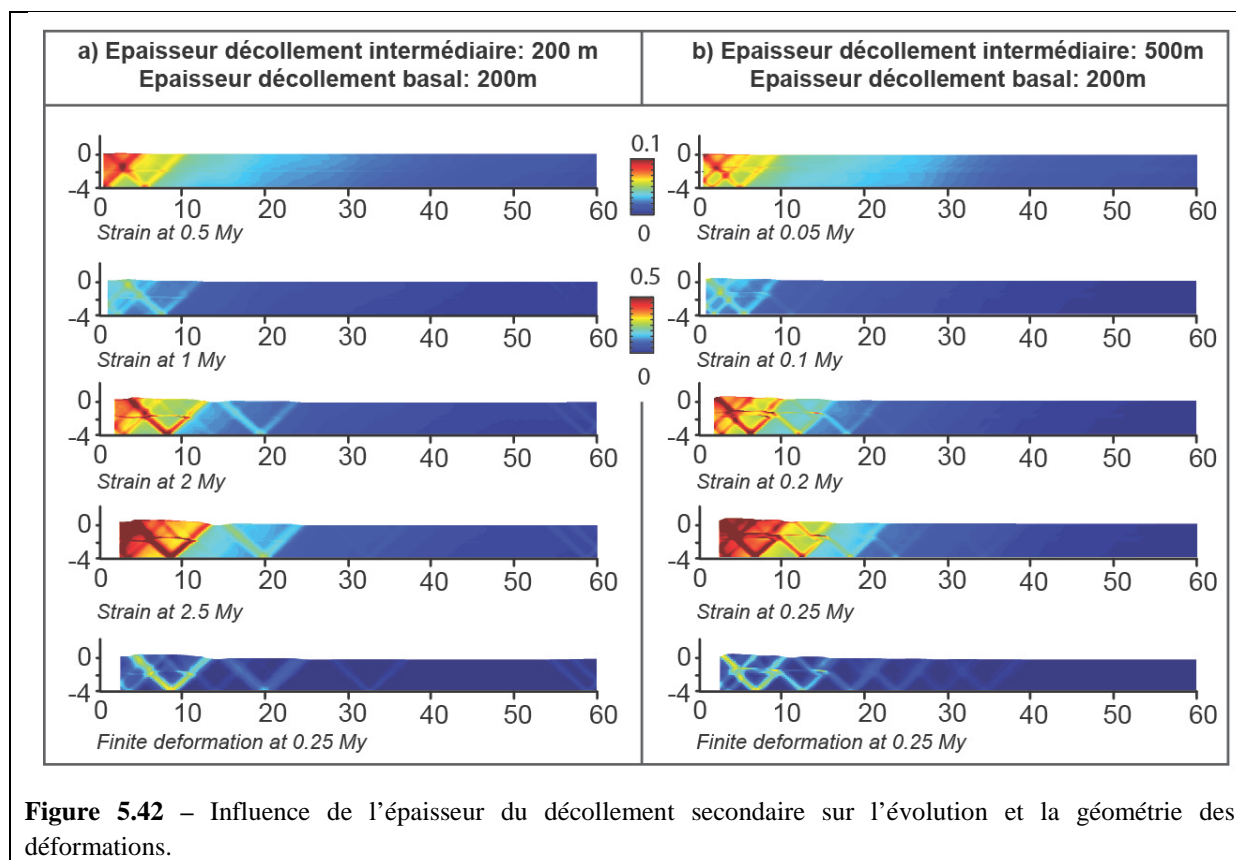 a) Epaisseur décollement intermédiaire: 200 m
Epaisseur décollement basal: 200m
b) Epaisseur décollement intermédiaire: 500m
Epaisseur décollement basal: 200m
0
-4
0 10 20 30 40 50 60
Strain at 0.5 My
0.1
0
0
-4
0 10 20 30 40 50 60
Strain at 0.05 My
0
-4
0 10 20 30 40 50 60
Strain at 1 My
0.5
0
0
-4
0 10 20 30 40 50 60
Strain at 0.1 My
0
-4
0 10 20 30 40 50 60
Strain at 2 My
0
-4
0 10 20 30 40 50 60
Strain at 0.2 My
0
-4
0 10 20 30 40 50 60
Strain at 2.5 My
0
-4
0 10 20 30 40 50 60
Strain at 0.25 My
0
-4
0 10 20 30 40 50 60
Finite deformation at 0.25 My
0
-4
0 10 20 30 40 50 60
Finite deformation at 0.25 My
Figure 5.42 – Influence de l’épaisseur du décollement secondaire sur l’évolution et la géométrie des
déformations.